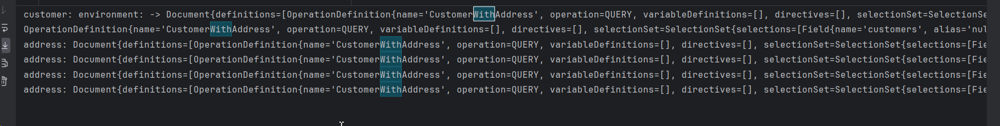 customer: environment: -> Document{definitions=[OperationDefinition{name='CustomerWithAddress', operation=QUERY, variableDefinitions=[], directives=[], selectionSet=SelectionSe
OperationDefinition{name='CustomerWithAddress', operation=QUERY, variableDefinitions=[], directives=[], selectionSet=SelectionSet{selections=[Field{name='customers', alias='nul
address: Document{definitions=[OperationDefinition{name='CustomerWithAddress', operation=QUERY, variableDefinitions=[], directives=[], selectionSet=SelectionSet{selections=[Fie
address: Document{definitions=[OperationDefinition{name='CustomerWithAddress', operation=QUERY, variableDefinitions=[], directives=[], selectionSet=SelectionSet{selections=[Fie
address: Document{definitions=[OperationDefinition{name='CustomerWithAddress', operation=QUERY, variableDefinitions=[], directives=[], selectionSet=SelectionSet{selections=[Fie
address: Document{definitions=[OperationDefinition{name='CustomerWithAddress', operation=QUERY, variableDefinitions=[], directives=[], selectionSet=SelectionSet{selections=[Fie